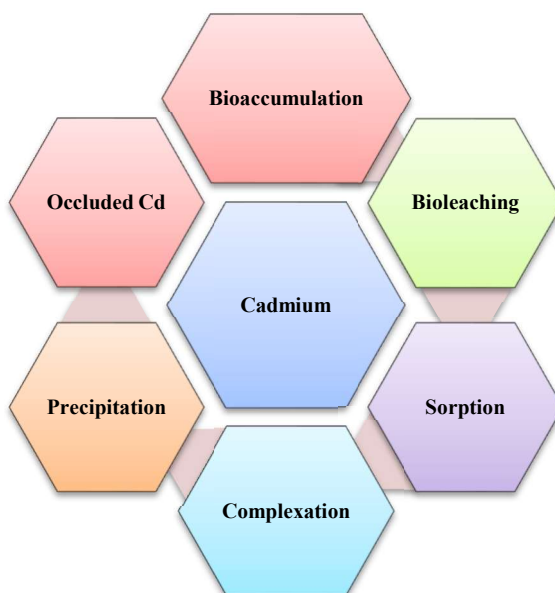 Bioaccumulation
Occluded Cd
Bioleaching
Cadmium
Precipitation
Sorption
Complexation